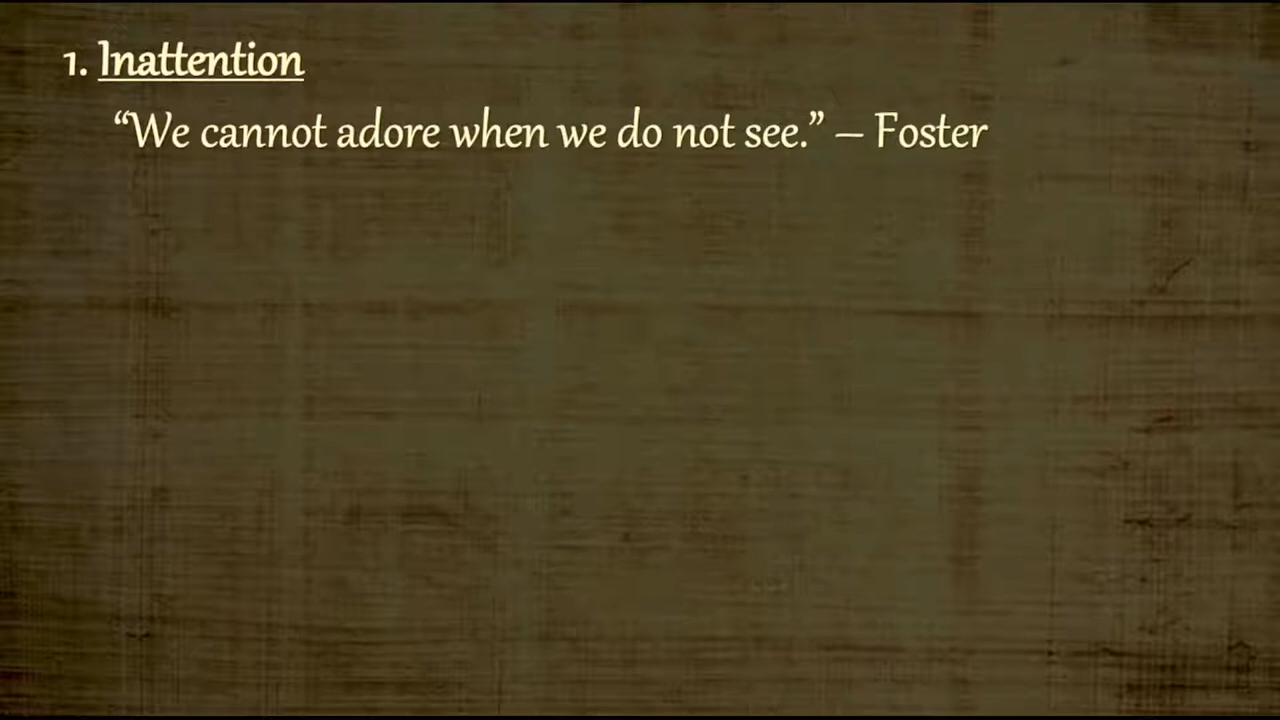 1. Inattention
“We cannot adore when we do not see.” – Foster